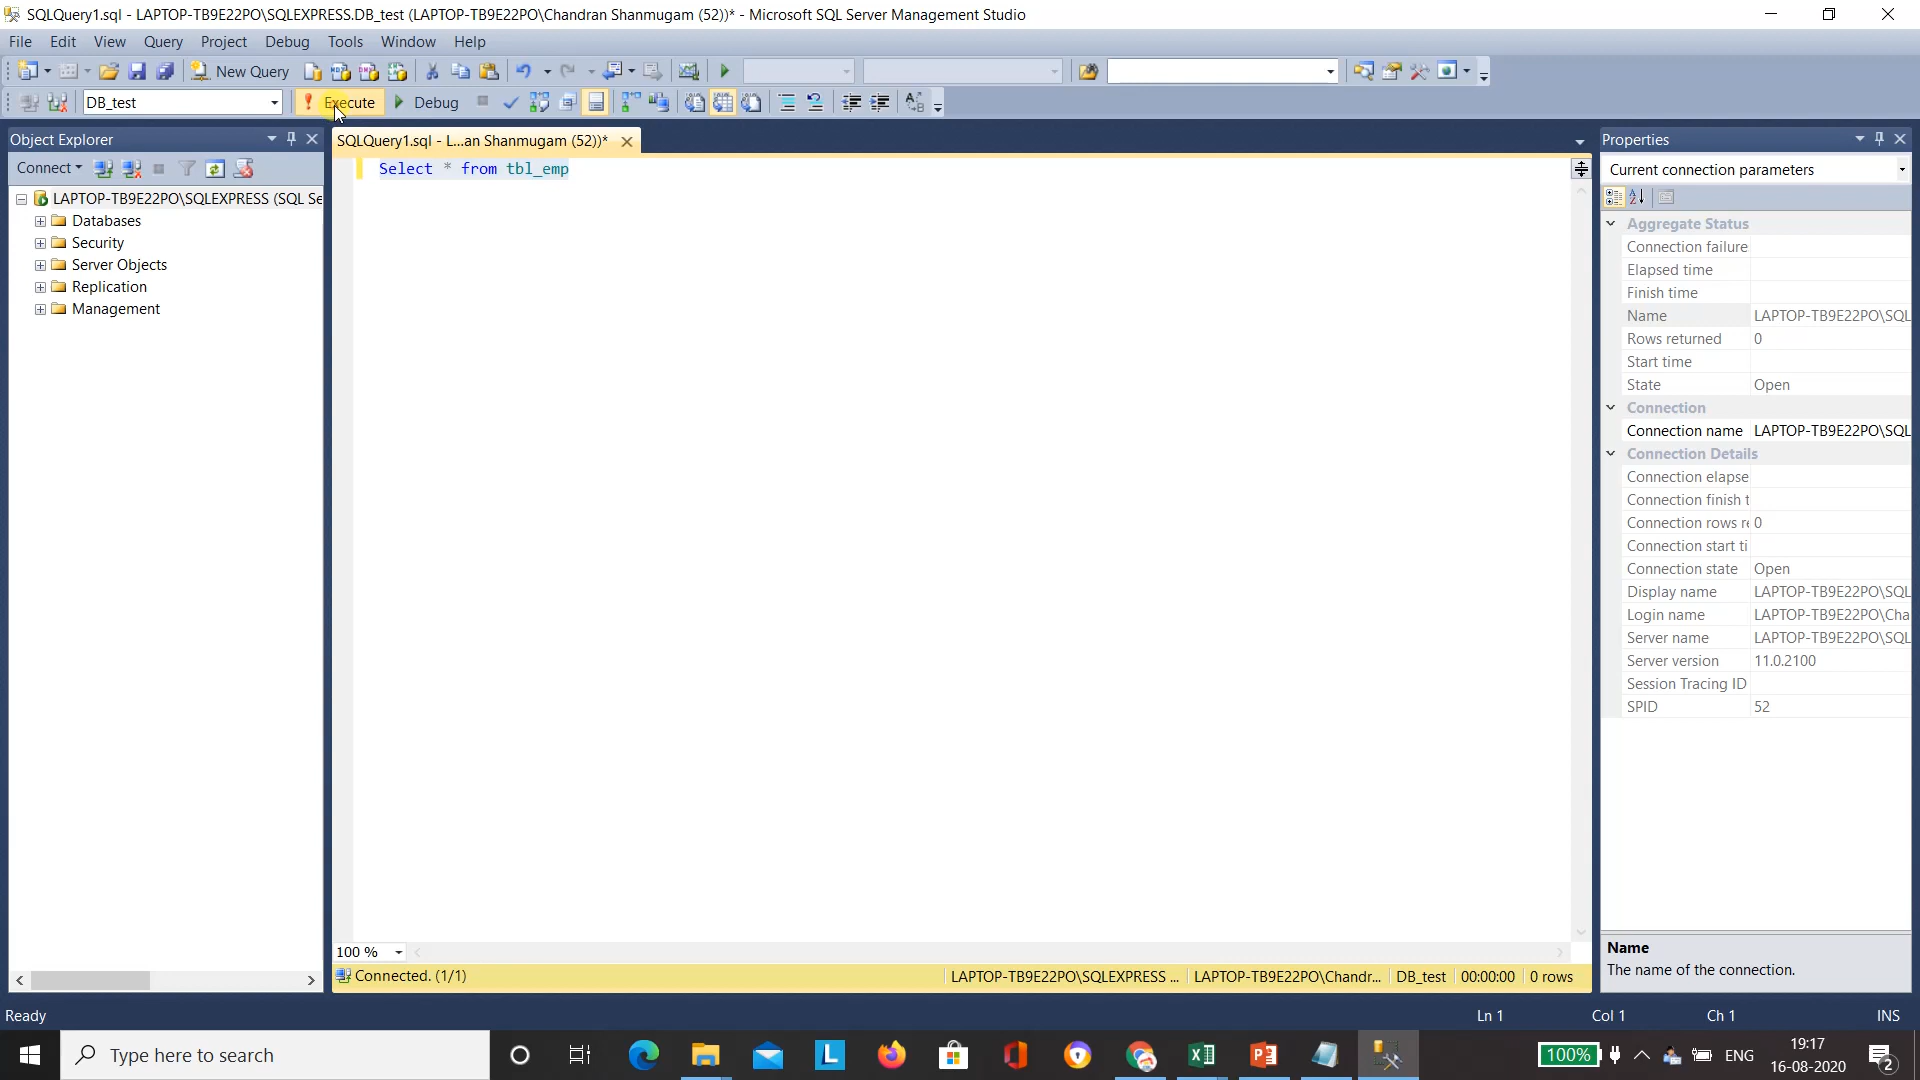 SQLQuery1.sql - LAPTOP-TB9E22PO\SQLEXPRESS.DB_test (LAPTOP-TB9E22PO\Chandran Shanmugam (52))* - Microsoft SQL Server Management Studio
File Edit View Query Project Debug Tools Window Help
New Query
DB_test Execute Debug
Object Explorer
Connect
LAPTOP-TB9E22PO\SQLEXPRESS (SQL Se
Databases
Security
Server Objects
Replication
Management
SQLQuery1.sql - L...an Shanmugam (52))*
Select * from tbl_emp
100 %
Connected. (1/1) LAPTOP-TB9E22PO\SQLEXPRESS ... LAPTOP-TB9E22PO\Chandr... DB_test 00:00:00 0 rows
Properties
Current connection parameters
Aggregate Status
Connection failure
Elapsed time
Finish time
Name LAPTOP-TB9E22PO\SQL
Rows returned 0
Start time
State Open
Connection
Connection name LAPTOP-TB9E22PO\SQL
Connection Details
Connection elapse
Connection finish t
Connection rows re 0
Connection start ti
Connection state Open
Display name LAPTOP-TB9E22PO\SQL
Login name LAPTOP-TB9E22PO\Cha
Server name LAPTOP-TB9E22PO\SQL
Server version 11.0.2100
Session Tracing ID
SPID 52
Name
The name of the connection.
Ready Ln 1 Col 1 Ch 1 INS
Type here to search
100% ENG 19:17
16-08-2020
2